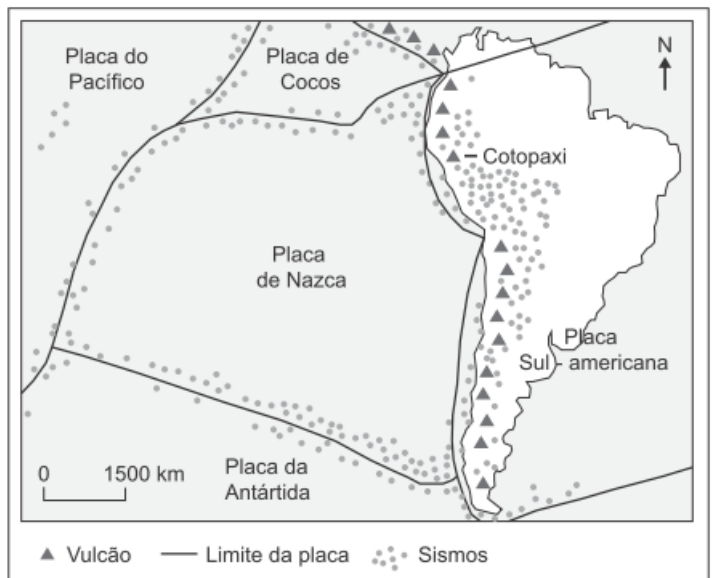 Placa do
Pacífico
Placa de
Cocos
N
Cotopaxi
Placa
de Nazca
Placa
Sul - americana
Placa da
Antártida
0 1500 km
Vulcão
Limite da placa
Sismos